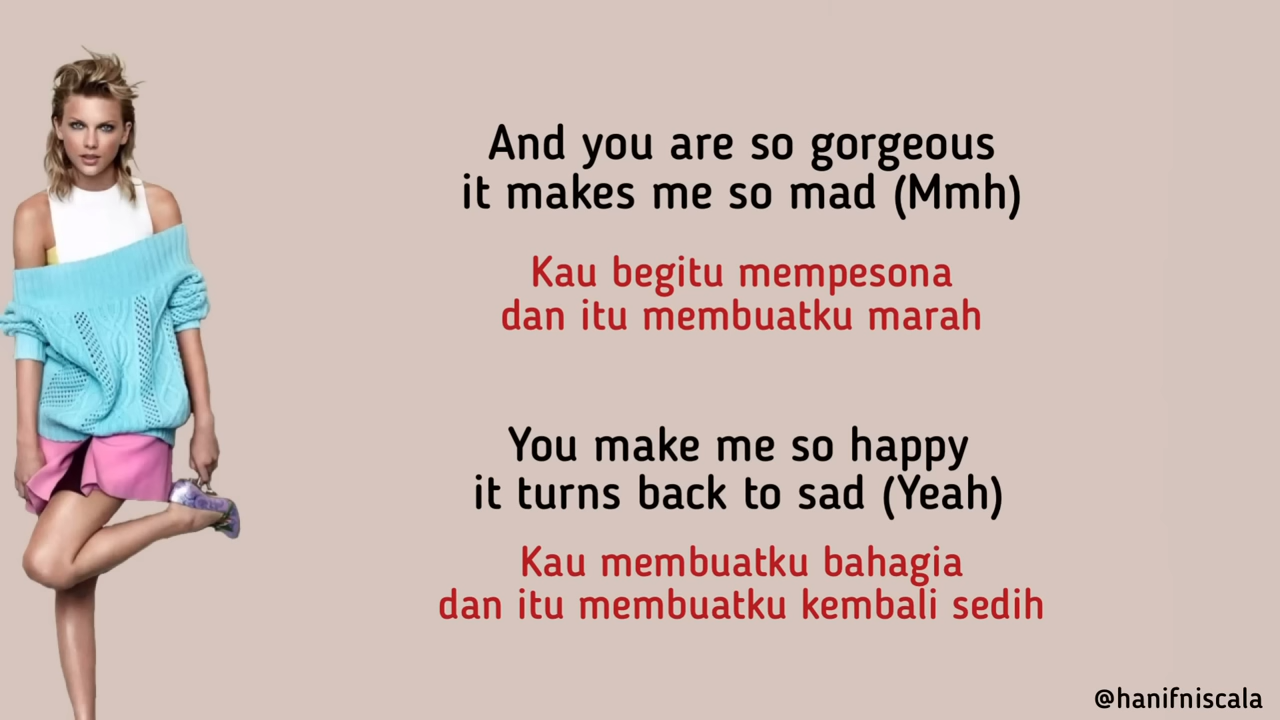 And you are so gorgeous
it makes me so mad (Mmh)
Kau begitu mempesona
dan itu membuatku marah
You make me so happy
it turns back to sad (Yeah)
Kau membuatku bahagia
dan itu membuatku kembali sedih
@hanifniscala